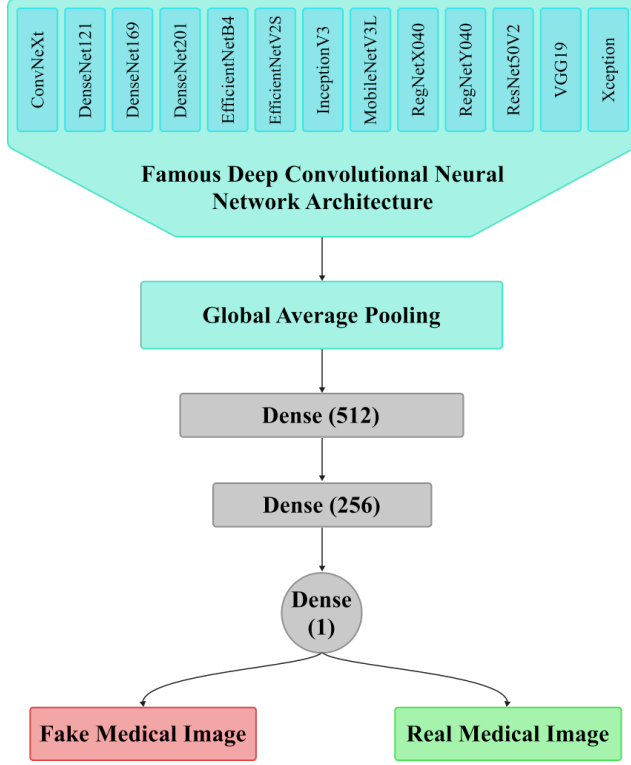 ConvNeXt
DenseNet121
DenseNet169
DenseNet201
EfficientNetB4
EfficientNetV2S
InceptionV3
MobileNetV3L
RegNetX040
RegNetY040
ResNet50V2
VGG19
Xception
Famous Deep Convolutional Neural
Network Architecture
Global Average Pooling
Dense (512)
Dense (256)
Dense
(1)
Fake Medical Image
Real Medical Image